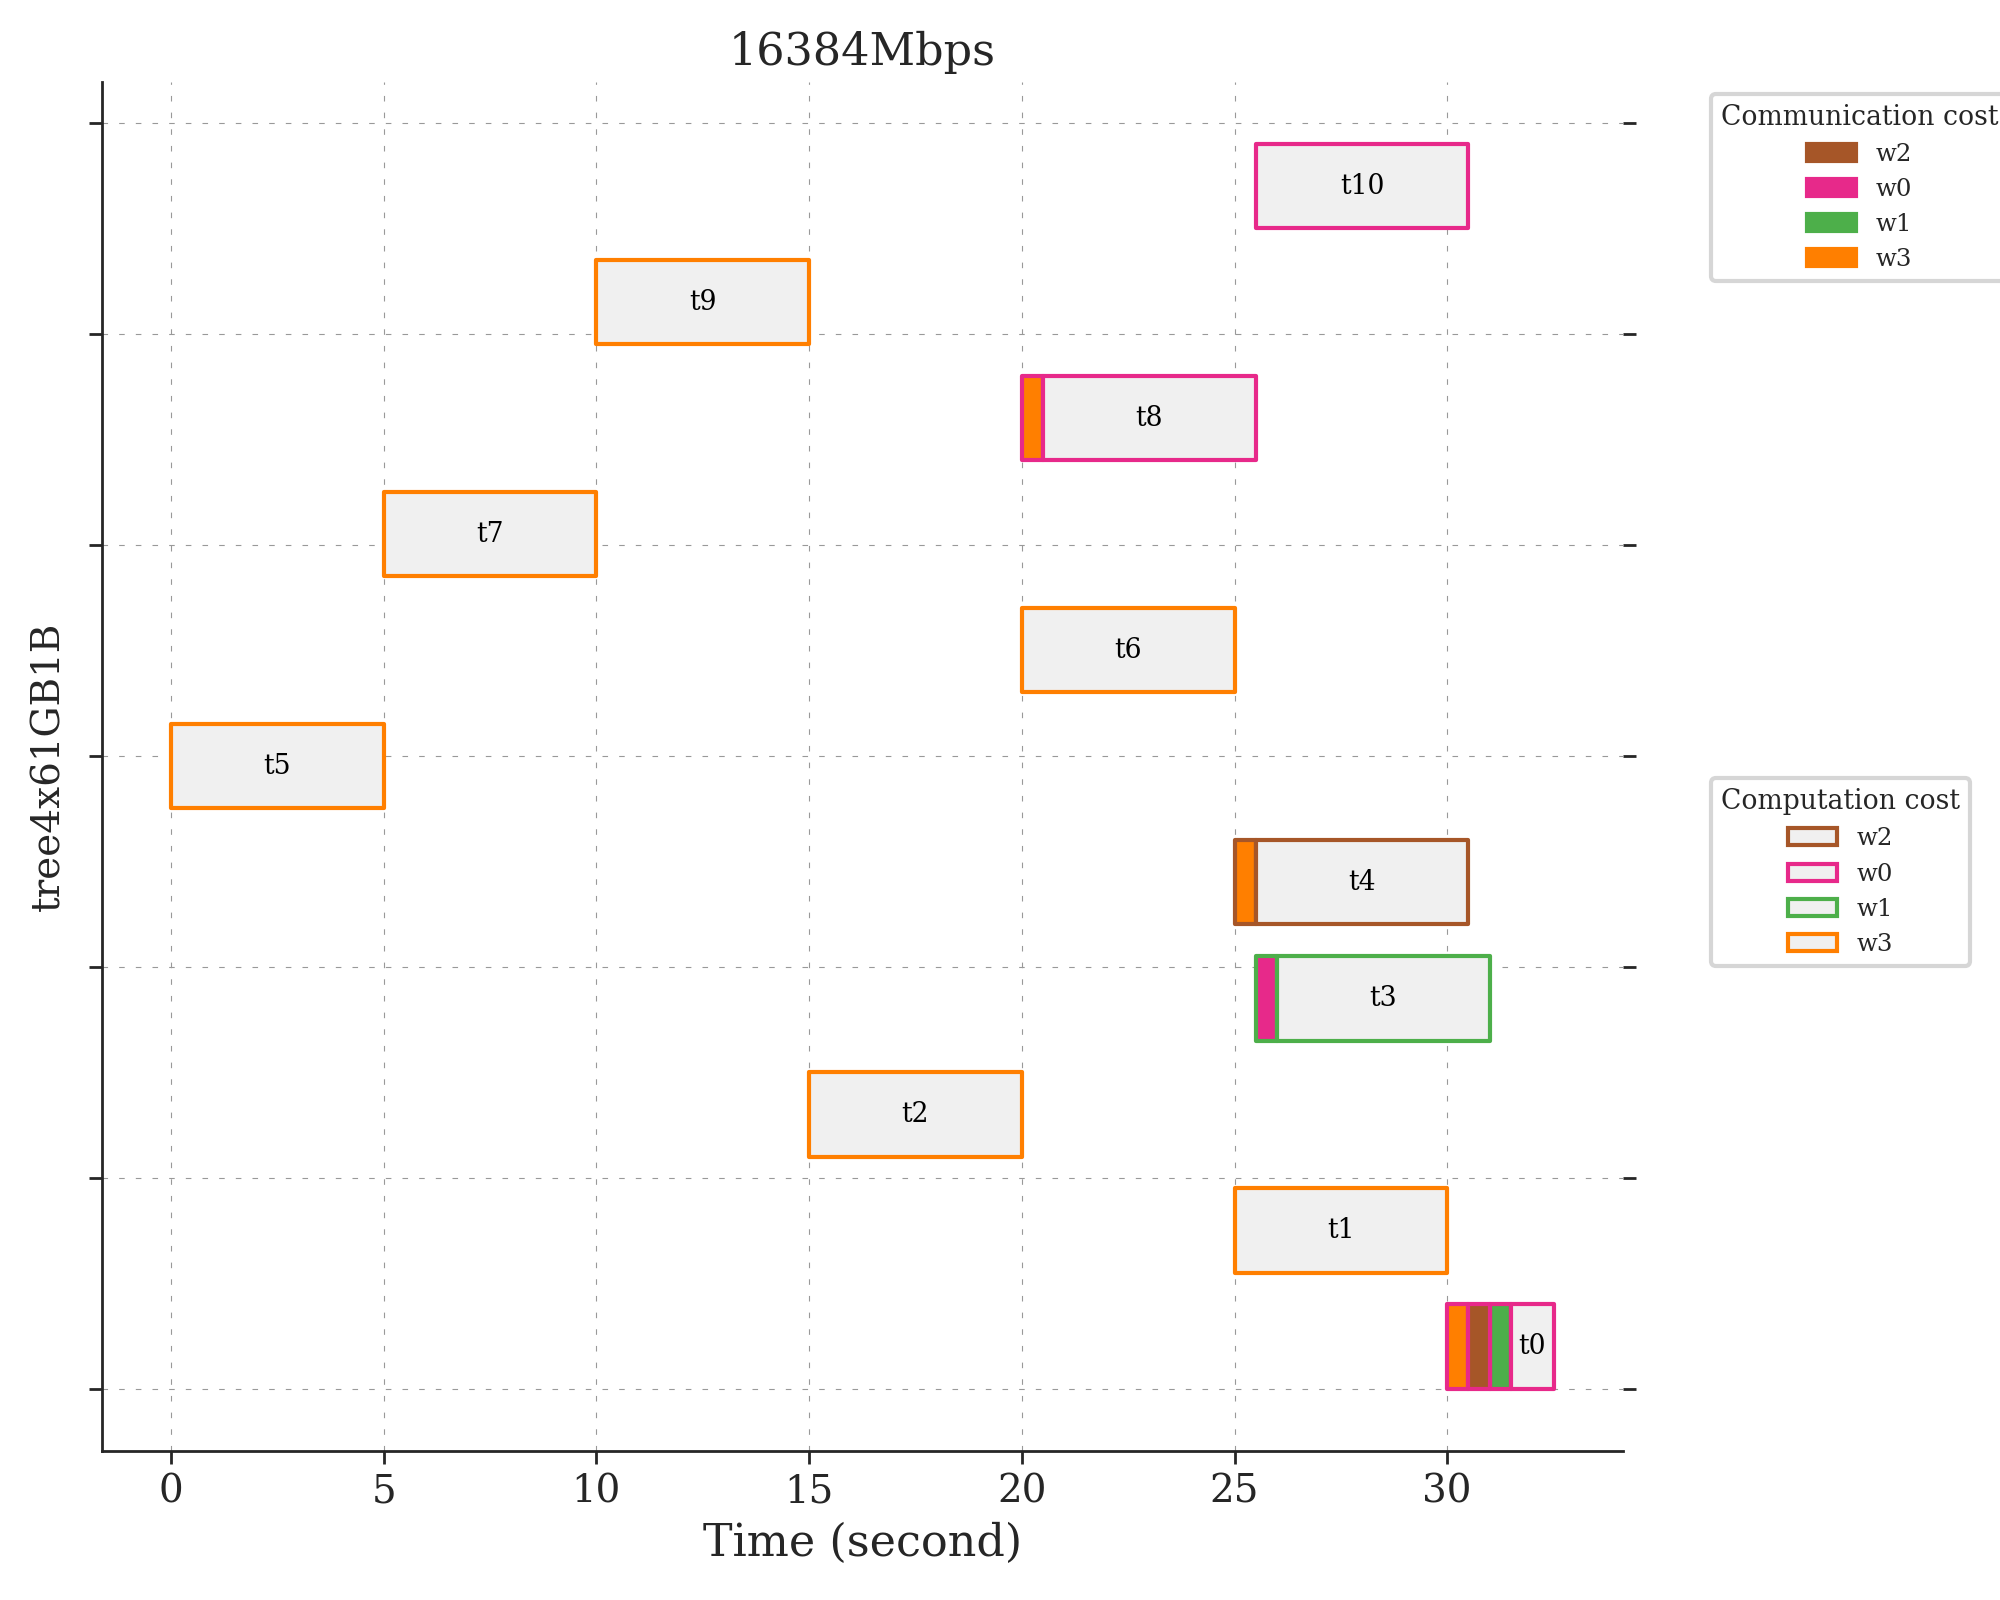 16384Mbps
Communication cost
w2
w0
w1
w3
t10
t9
t8
t7
t6
t5
t4
t3
t2
t1
t0
tree4x61GB1B
Computation cost
w2
w0
w1
w3
0 5 10 15 20 25 30
Time (second)